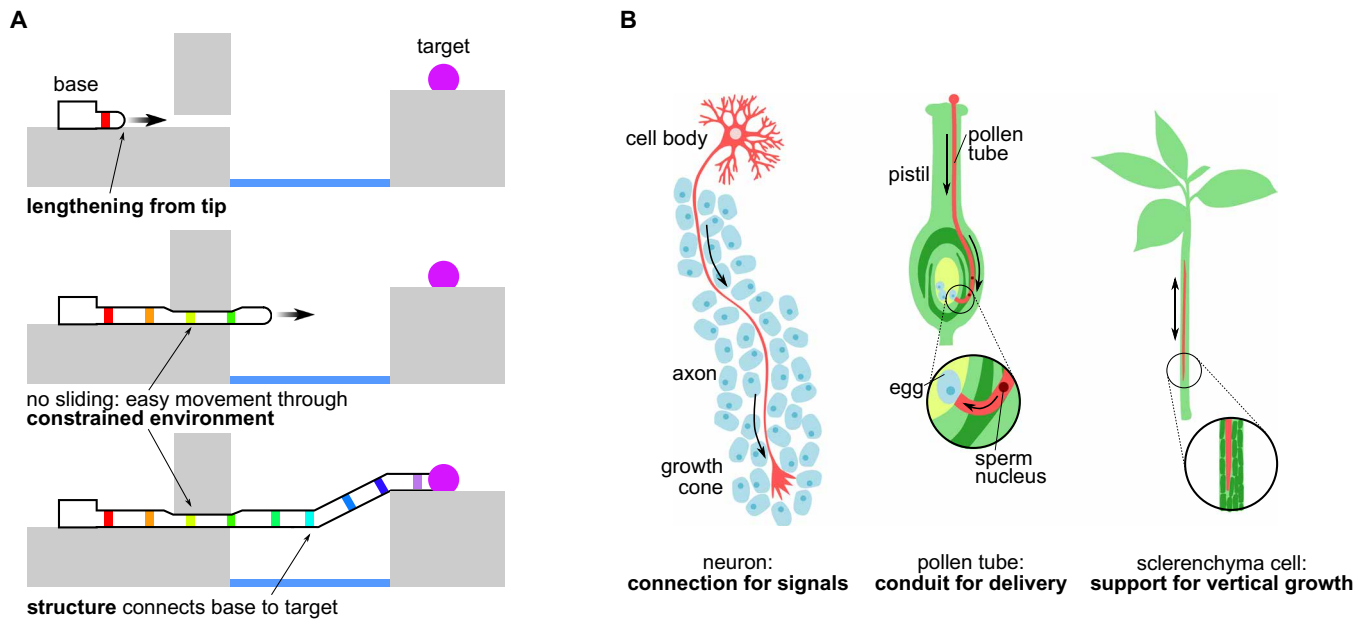 A
base
target
lengthening from tip
no sliding: easy movement through
constrained environment
structure connects base to target
B
cell body
axon
growth
cone
neuron:
connection for signals
pollen
tube
pistil
egg
sperm
nucleus
pollen tube:
conduit for delivery
sclerenchyma cell:
support for vertical growth